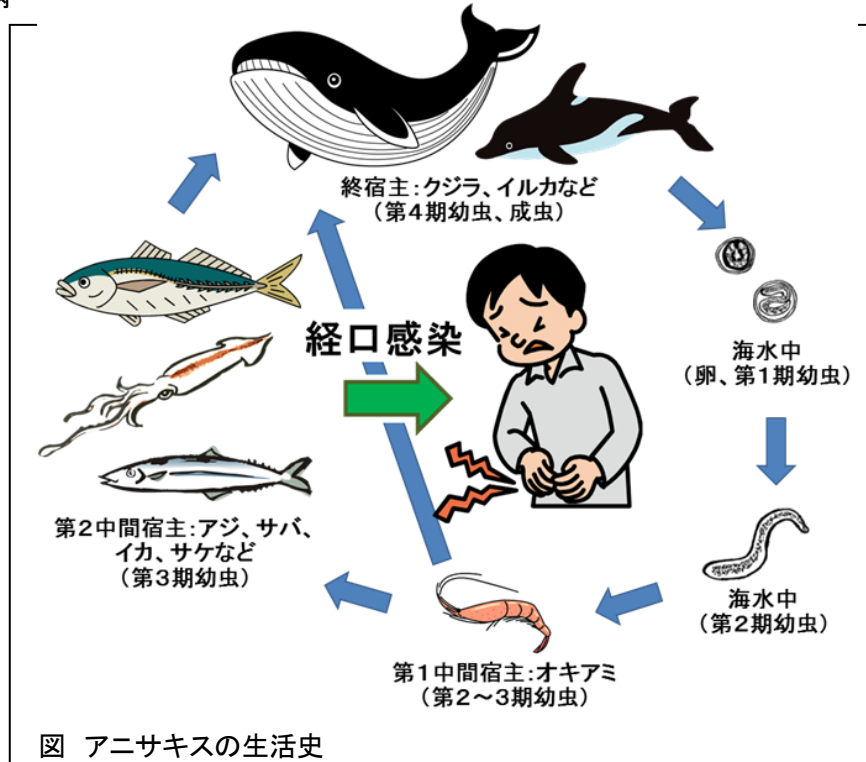 終宿主:クジラ、イルカなど
(第4期幼虫、成虫)
経口感染
海水中
(卵、第1期幼虫)
第2中間宿主:アジ、サバ、
イカ、サケなど
(第3期幼虫)
海水中
(第2期幼虫)
第1中間宿主:オキアミ
(第2~3期幼虫)
図 アニサキスの生活史